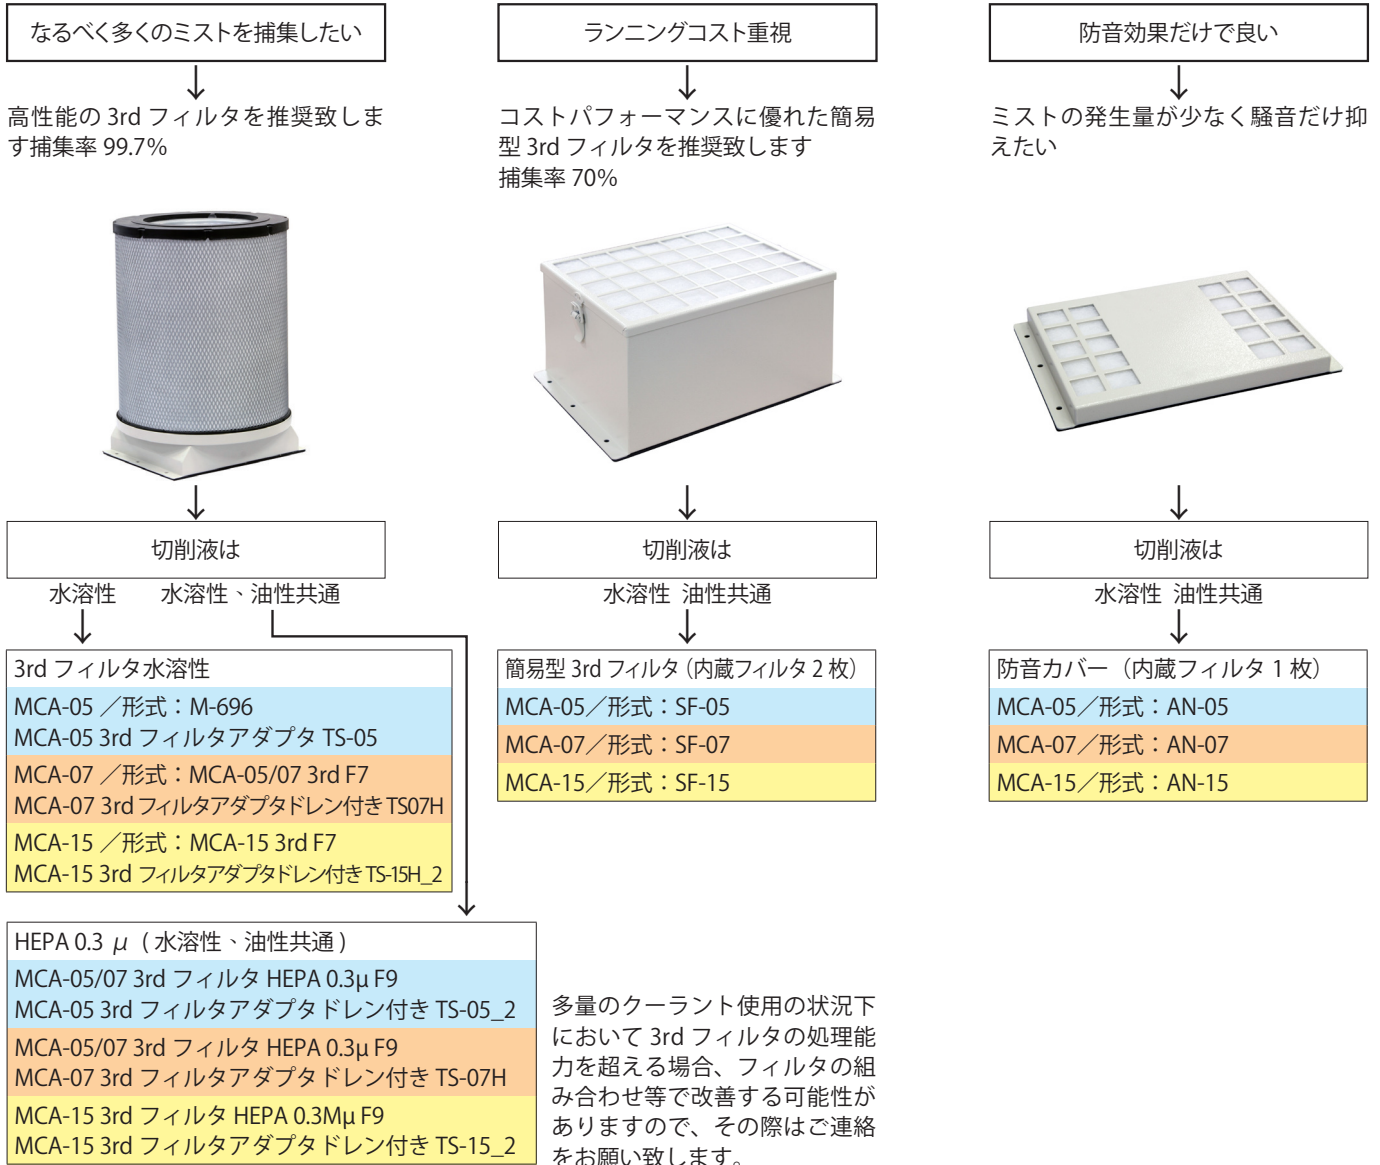 なるべく多くのミストを捕集したい
高性能の 3rd フィルタを推奨致しま
す捕集率 99.7%
切削液は
水溶性
水溶性、油性共通
3rd フィルタ水溶性
MCA-05 ／形式：M-696
MCA-05 3rd フィルタアダプタ TS-05
MCA-07 ／形式：MCA-05/07 3rd F7
MCA-07 3rd フィルタアダプタドレン付き TS07H
MCA-15 ／形式：MCA-15 3rd F7
MCA-15 3rd フィルタアダプタドレン付き TS-15H_2
HEPA 0.3 μ ( 水溶性、油性共通 )
MCA-05/07 3rd フィルタ HEPA 0.3μ F9
MCA-05 3rd フィルタアダプタドレン付き TS-05_2
MCA-05/07 3rd フィルタ HEPA 0.3μ F9
MCA-07 3rd フィルタアダプタドレン付き TS-07H
MCA-15 3rd フィルタ HEPA 0.3Mμ F9
MCA-15 3rd フィルタアダプタドレン付き TS-15_2
ランニングコスト重視
コストパフォーマンスに優れた簡易
型 3rd フィルタを推奨致します
捕集率 70%
切削液は
水溶性 油性共通
簡易型 3rd フィルタ（内蔵フィルタ 2 枚）
MCA-05／形式：SF-05
MCA-07／形式：SF-07
MCA-15／形式：SF-15
多量のクーラント使用の状況下
において 3rd フィルタの処理能
力を超える場合、フィルタの組
み合わせ等で改善する可能性が
ありますので、その際はご連絡
をお願い致します。
防音効果だけで良い
ミストの発生量が少なく騒音だけ抑
えたい
切削液は
水溶性 油性共通
防音カバー（内蔵フィルタ 1 枚）
MCA-05／形式：AN-05
MCA-07／形式：AN-07
MCA-15／形式：AN-15